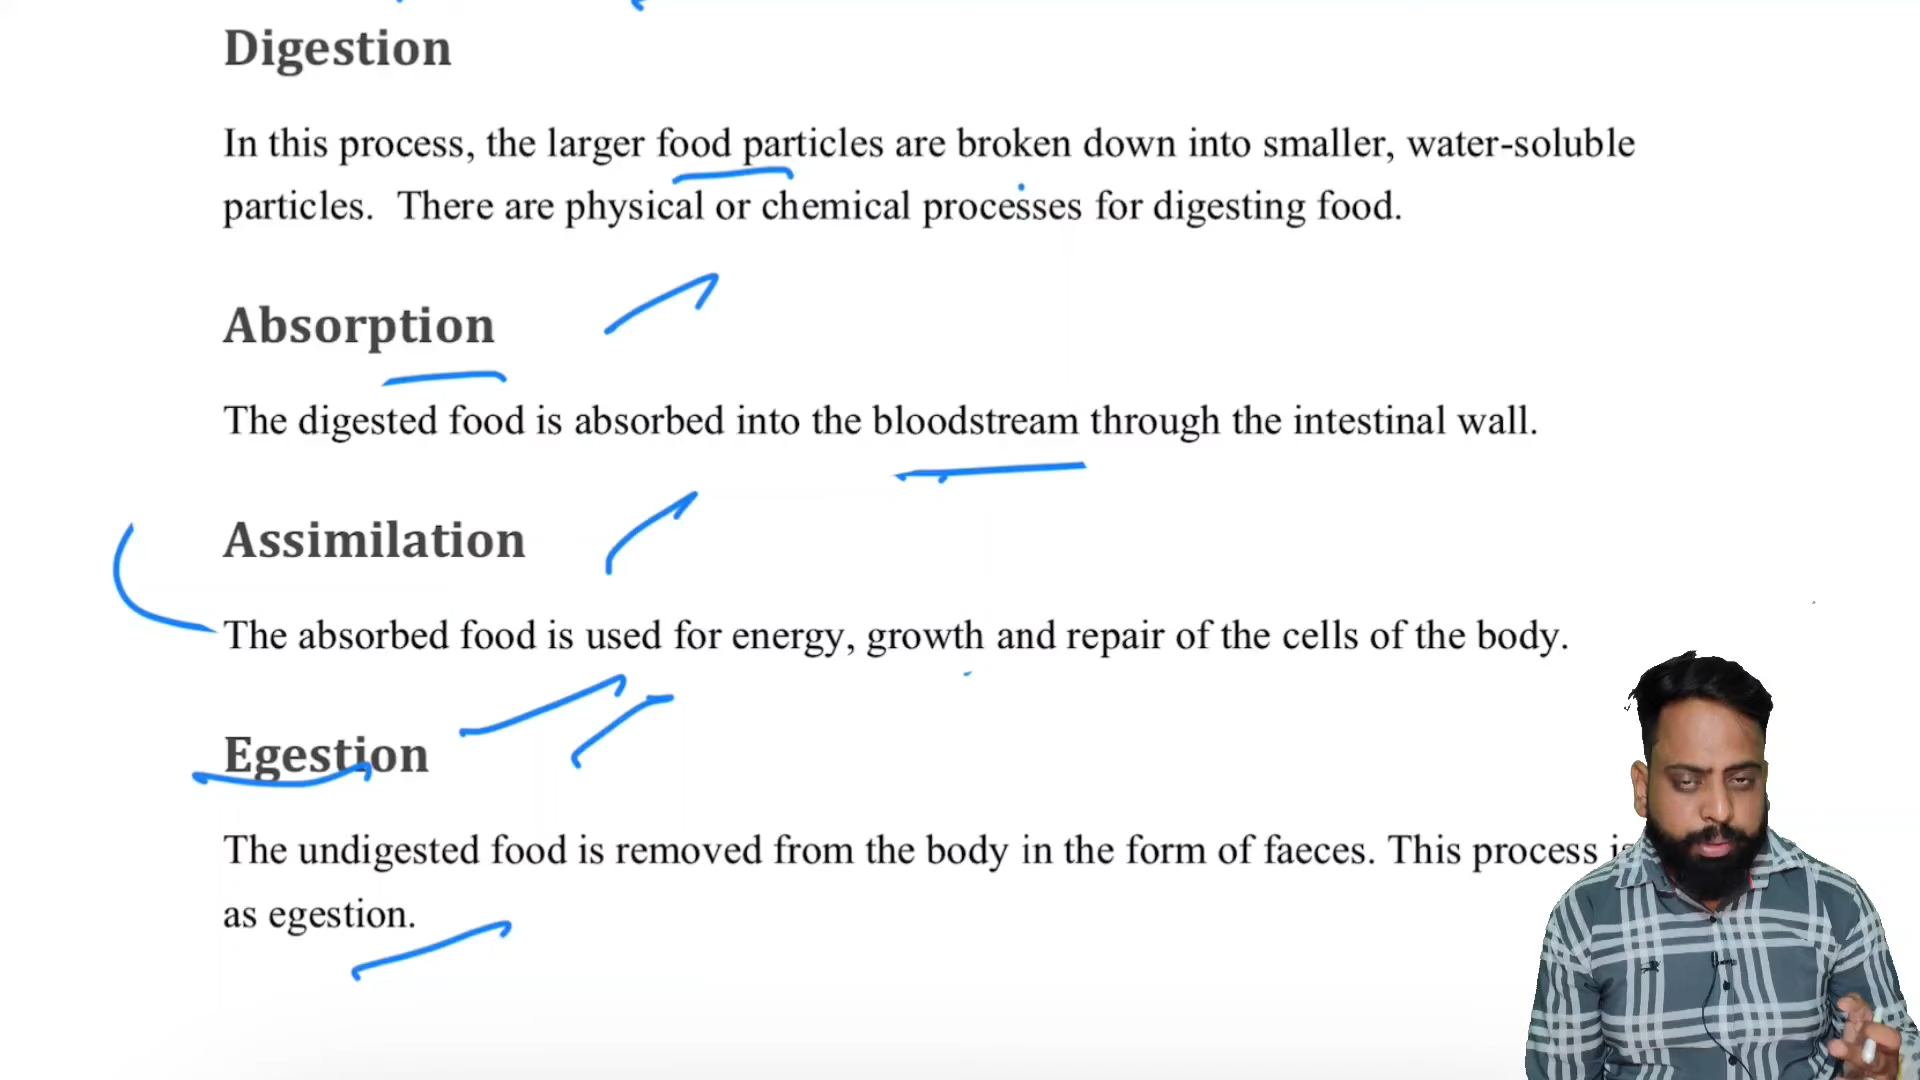 Digestion
In this process, the larger food particles are broken down into smaller, water-soluble
particles. There are physical or chemical processes for digesting food.
Absorption
The digested food is absorbed into the bloodstream through the intestinal wall.
Assimilation
The absorbed food is used for energy, growth and repair of the cells of the body.
Egestion
The undigested food is removed from the body in the form of faeces. This process is
as egestion.